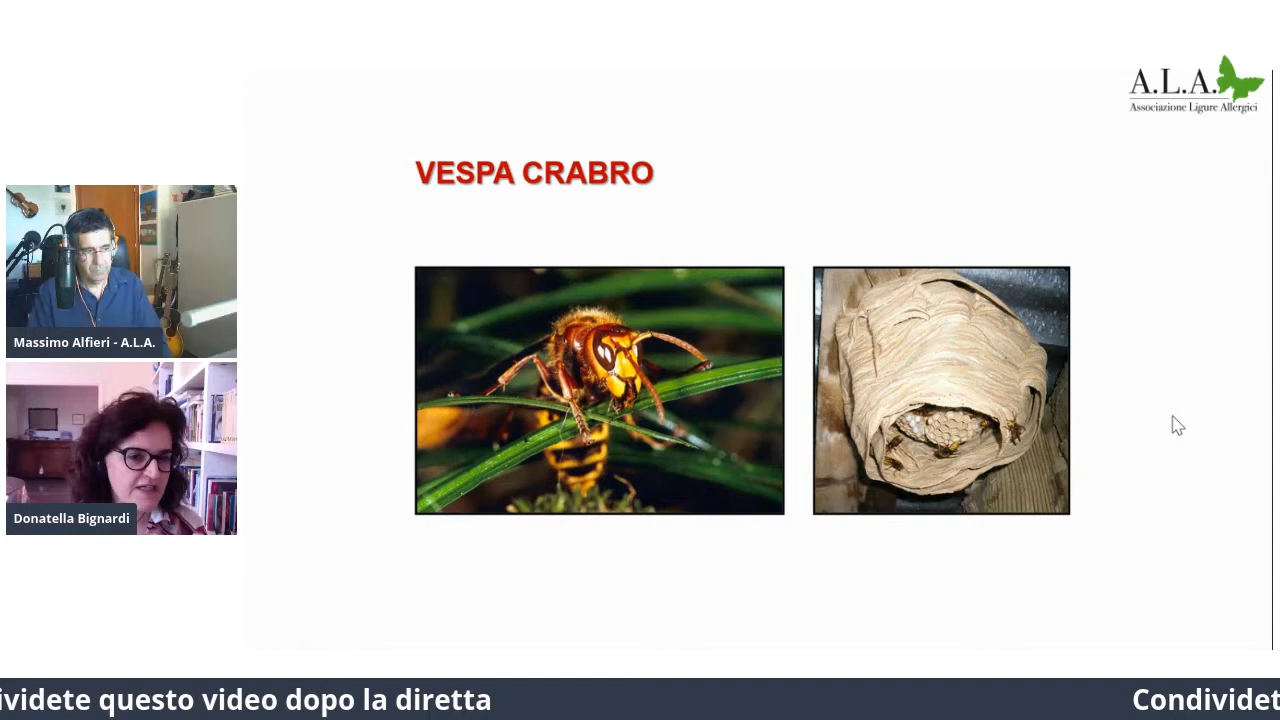 A.L.A.
Associazione Ligure Allergici
VESPA CRABRO
Massimo Alfieri - A.L.A.
Donatella Bignardi
ividete questo video dopo la diretta
Condividet